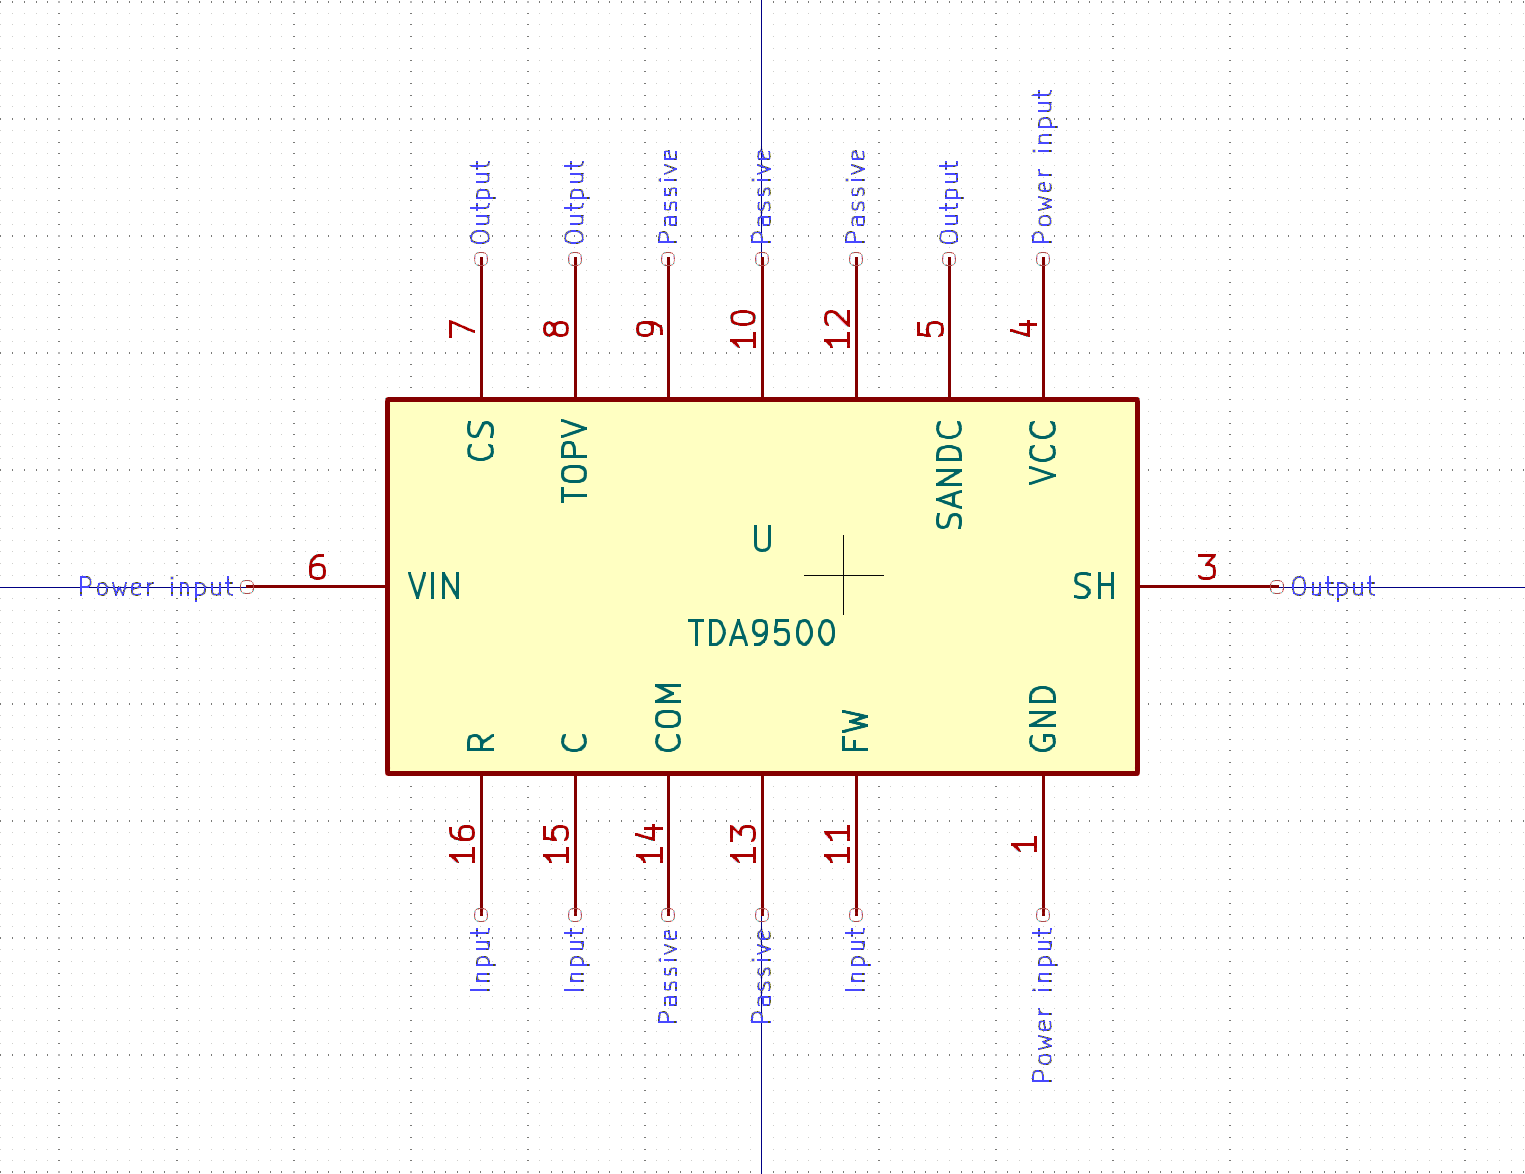 Output
Output
Passive
Passive
Passive
Output
Power input
7
8
9
10
12
5
4
CS
TOPV
SANDC
VCC
U
Power input
6
VIN
SH
3
Output
TDA9500
R
C
COM
FW
GND
16
15
14
13
11
1
Input
Input
Passive
Passive
Input
Power input